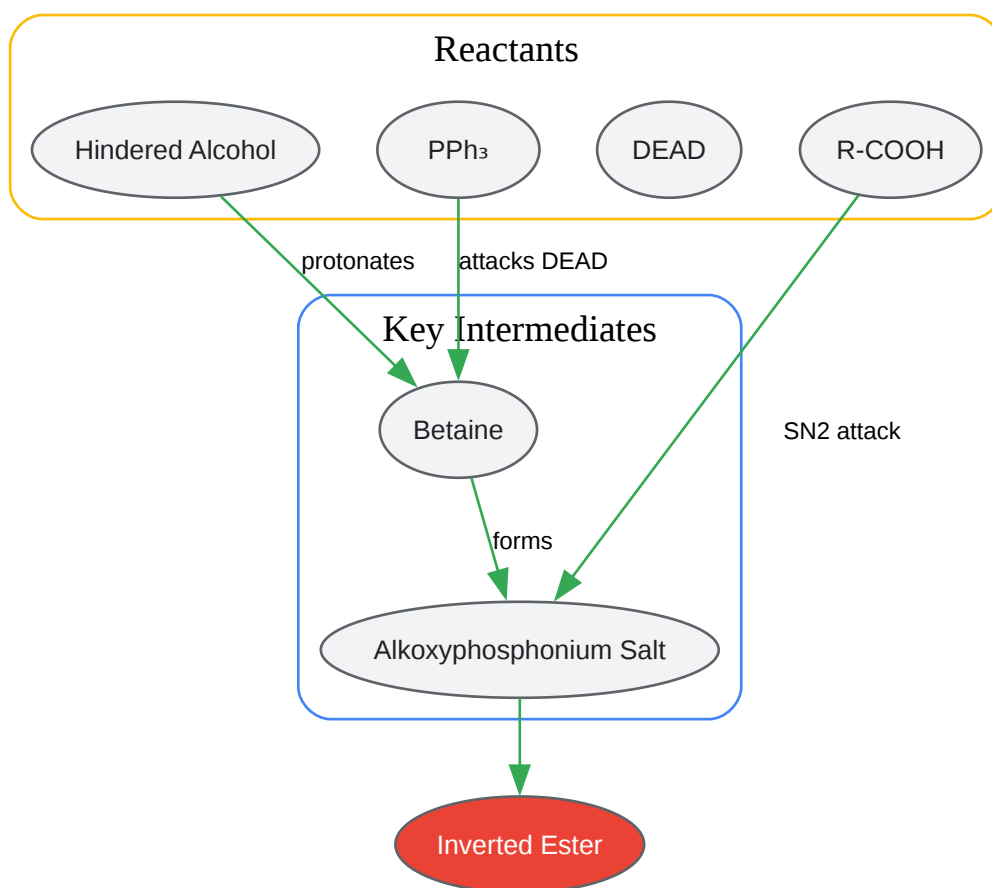 Reactants
Hindered Alcohol
PPh₃
DEAD
R-COOH
protonates
attacks DEAD
Key Intermediates
Betaine
SN2 attack
forms
Alkoxyphosphonium Salt
Inverted Ester